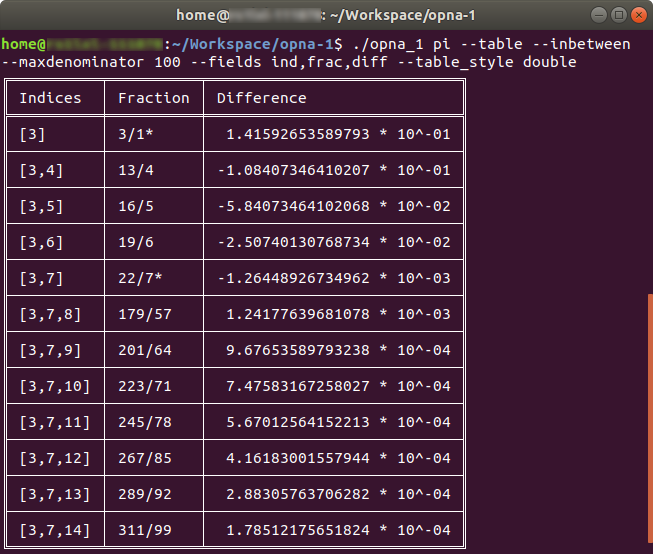 home@ : ~/Workspace/opna-1
home@ :~/Workspace/opna-1$ ./opna_1 pi --table --inbetween
--maxdenominator 100 --fields ind,frac,diff --table_style double
Indices Fraction Difference
[3] 3/1* 1.41592653589793 * 10^-01
[3,4] 13/4 -1.08407346410207 * 10^-01
[3,5] 16/5 -5.84073464102068 * 10^-02
[3,6] 19/6 -2.50740130768734 * 10^-02
[3,7] 22/7* -1.26448926734962 * 10^-03
[3,7,8] 179/57 1.24177639681078 * 10^-03
[3,7,9] 201/64 9.67653589793238 * 10^-04
[3,7,10] 223/71 7.47583167258027 * 10^-04
[3,7,11] 245/78 5.67012564152213 * 10^-04
[3,7,12] 267/85 4.16183001557944 * 10^-04
[3,7,13] 289/92 2.88305763706282 * 10^-04
[3,7,14] 311/99 1.78512175651824 * 10^-04